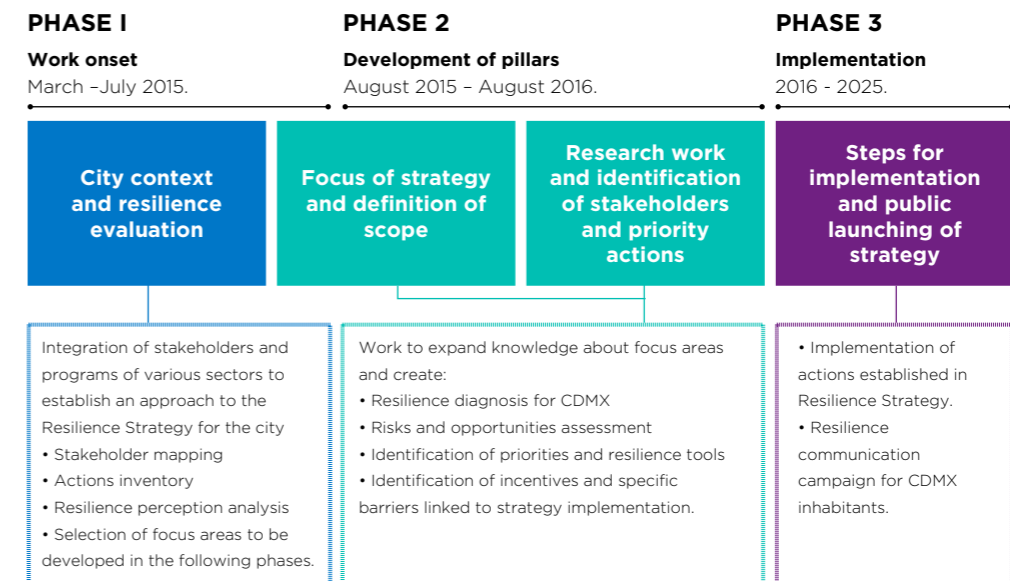 PHASE I
Work onset
March –July 2015.
PHASE 2
Development of pillars
August 2015 – August 2016.
PHASE 3
Implementation
2016 - 2025.
City context
and resilience
evaluation
Focus of strategy
and definition of
scope
Research work
and identification
of stakeholders
and priority
actions
Steps for
implementation
and public
launching of
strategy
Integration of stakeholders and
programs of various sectors to
establish an approach to the
Resilience Strategy for the city
• Stakeholder mapping
• Actions inventory
• Resilience perception analysis
• Selection of focus areas to be
developed in the following phases.
Work to expand knowledge about focus areas
and create:
• Resilience diagnosis for CDMX
• Risks and opportunities assessment
• Identification of priorities and resilience tools
• Identification of incentives and specific
barriers linked to strategy implementation.
• Implementation of
actions established in
Resilience Strategy.
• Resilience
communication
campaign for CDMX
inhabitants.